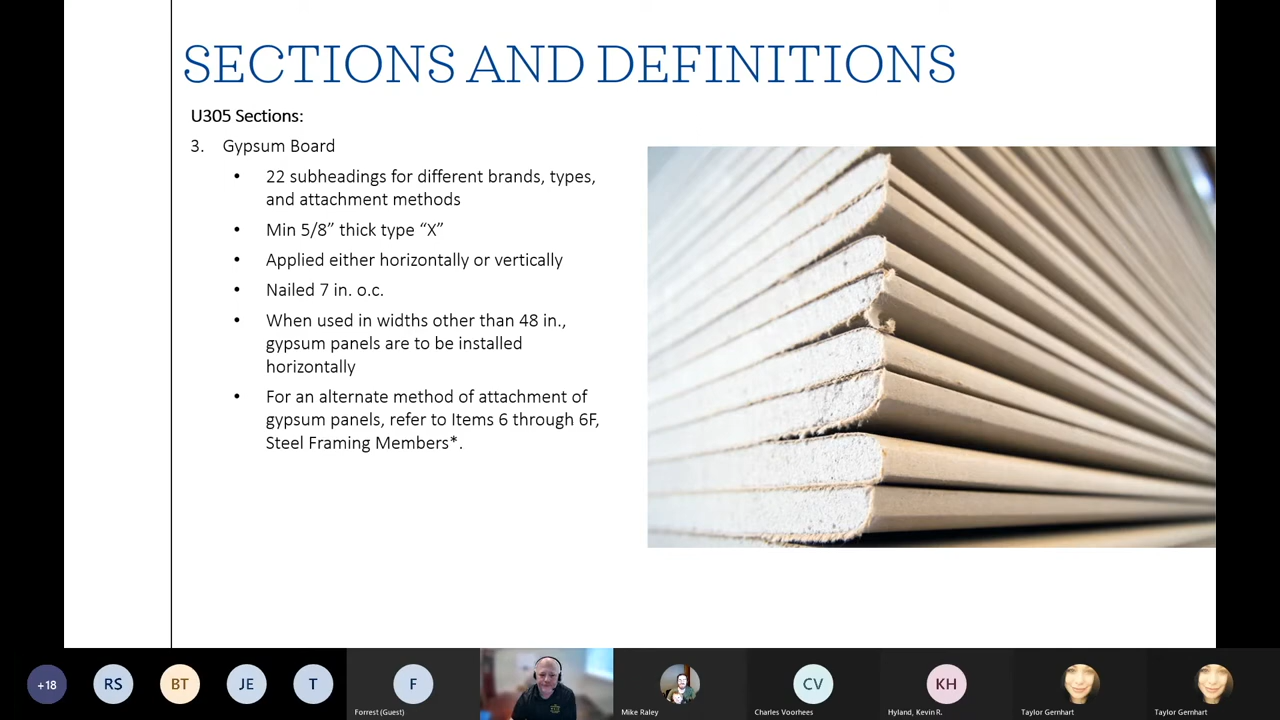 SECTIONS AND DEFINITIONS
U305 Sections:
3. Gypsum Board
• 22 subheadings for different brands, types,
and attachment methods
• Min 5/8” thick type “X”
• Applied either horizontally or vertically
• Nailed 7 in. o.c.
• When used in widths other than 48 in.,
gypsum panels are to be installed
horizontally
• For an alternate method of attachment of
gypsum panels, refer to Items 6 through 6F,
Steel Framing Members*.
+18 RS BT JE T F CV KH
Forrest (Guest) Mike Raley Charles Voorhees Hyland, Kevin R. Taylor Gernhart Taylor Gernhart